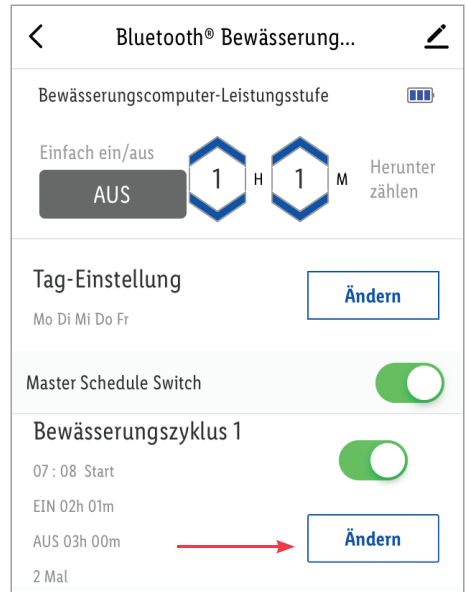 Bluetooth® Bewässerung...
Bewässerungscomputer-Leistungsstufe
Einfach ein/aus
AUS
1 H 1 M
Herunter
zählen
Tag-Einstellung
Ändern
Mo Di Mi Do Fr
Master Schedule Switch
Bewässerungszyklus 1
07 : 08 Start
EIN 02h 01m
AUS 03h 00m
Ändern
2 Mal